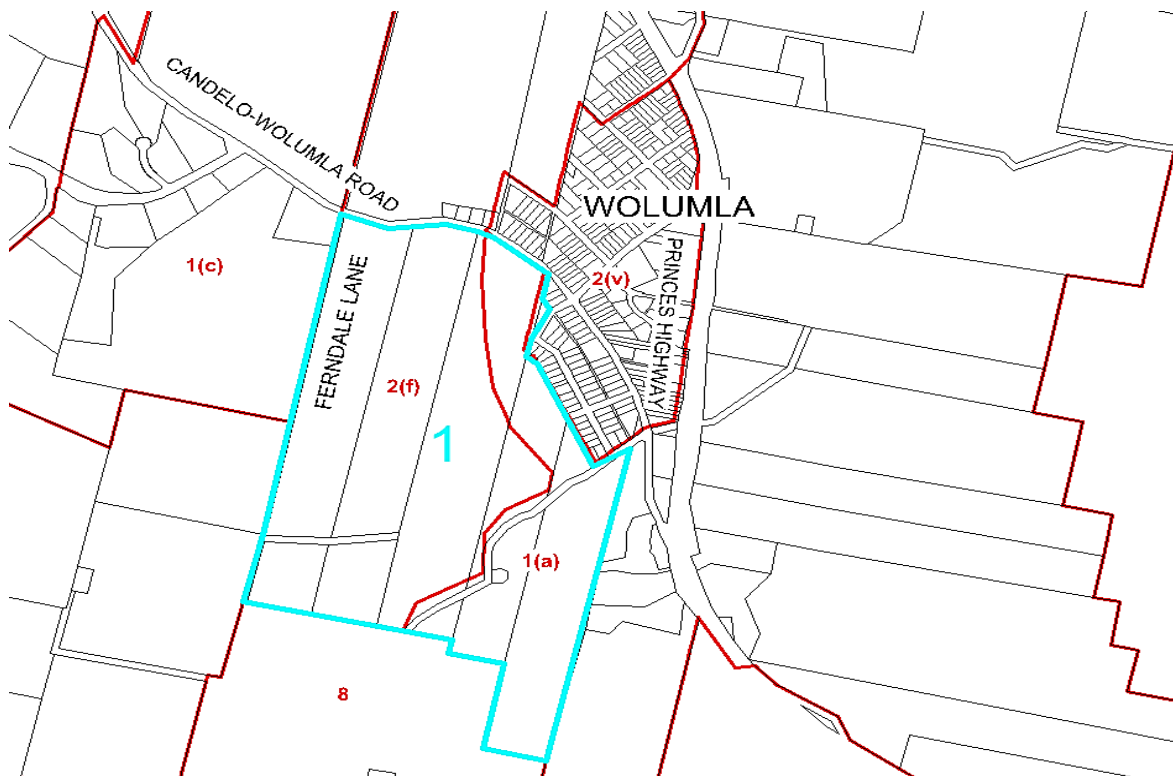 CANDELO-WOLUMLA ROAD
WOLUMLA
1(c)
2(v)
PRINCES HIGHWAY
FERNDALE LANE
2(f)
1
1(a)
8